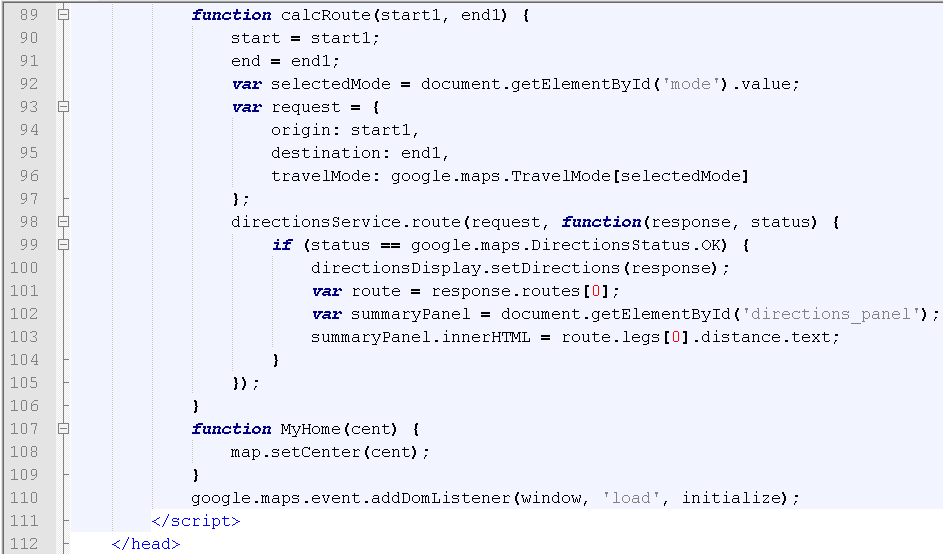 89 function calcRoute(start1, end1) {
90 start = start1;
91 end = end1;
92 var selectedMode = document.getElementById('mode').value;
93 var request = {
94 origin: start1,
95 destination: end1,
96 travelMode: google.maps.TravelMode[selectedMode]
97 };
98 directionsService.route(request, function(response, status) {
99 if (status == google.maps.DirectionsStatus.OK) {
100 directionsDisplay.setDirections(response);
101 var route = response.routes[0];
102 var summaryPanel = document.getElementById('directions_panel');
103 summaryPanel.innerHTML = route.legs[0].distance.text;
104 }
105 });
106 }
107 function MyHome(cent) {
108 map.setCenter(cent);
109 }
110 google.maps.event.addDomListener(window, 'load', initialize);
111 </script>
112 </head>